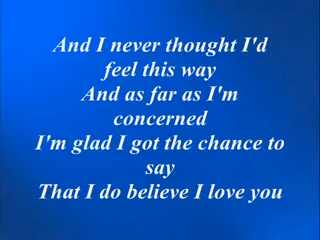 And I never thought I'd
feel this way
And as far as I'm
concerned
I'm glad I got the chance to
say
That I do believe I love you